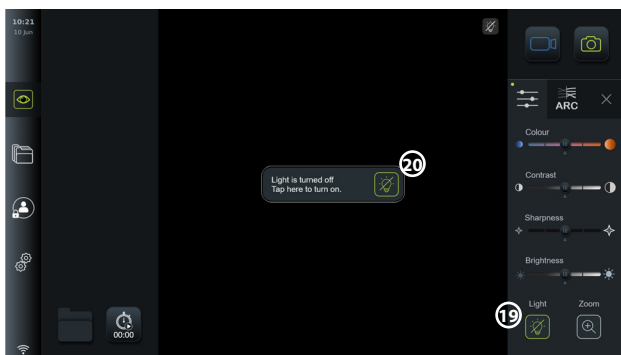 10:21
10 Jun
ARC
Colour
Light is turned off
Tap here to turn on.
20
Contrast
Sharpness
Brightness
19
Light
Zoom
00:00